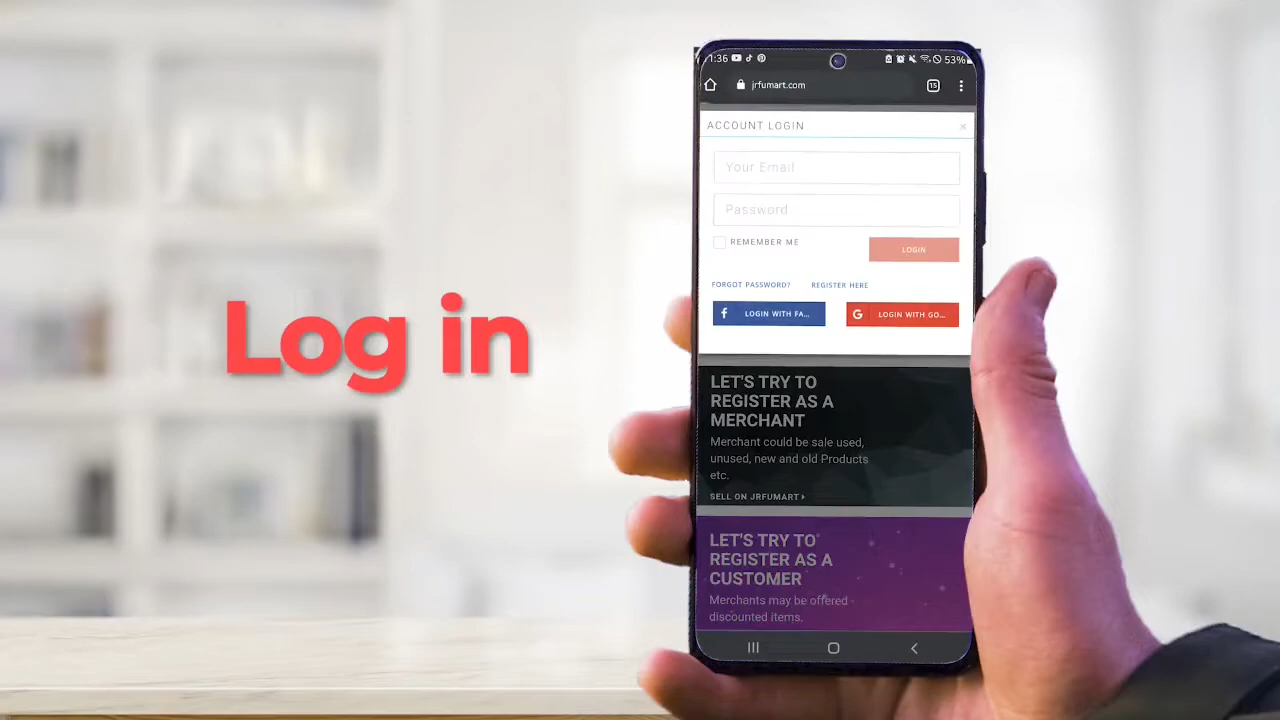 Log in
1:36
53%
jrfumart.com
15
ACCOUNT LOGIN
×
Your Email
Password
REMEMBER ME
LOGIN
FORGOT PASSWORD?
REGISTER HERE
LOGIN WITH FA...
G
LOGIN WITH GO...
LET'S TRY TO
REGISTER AS A
MERCHANT
Merchant could be sale used,
unused, new and old Products
etc.
SELL ON JRFUMART
LET'S TRY TO
REGISTER AS A
CUSTOMER
Merchants may be offered
discounted items.